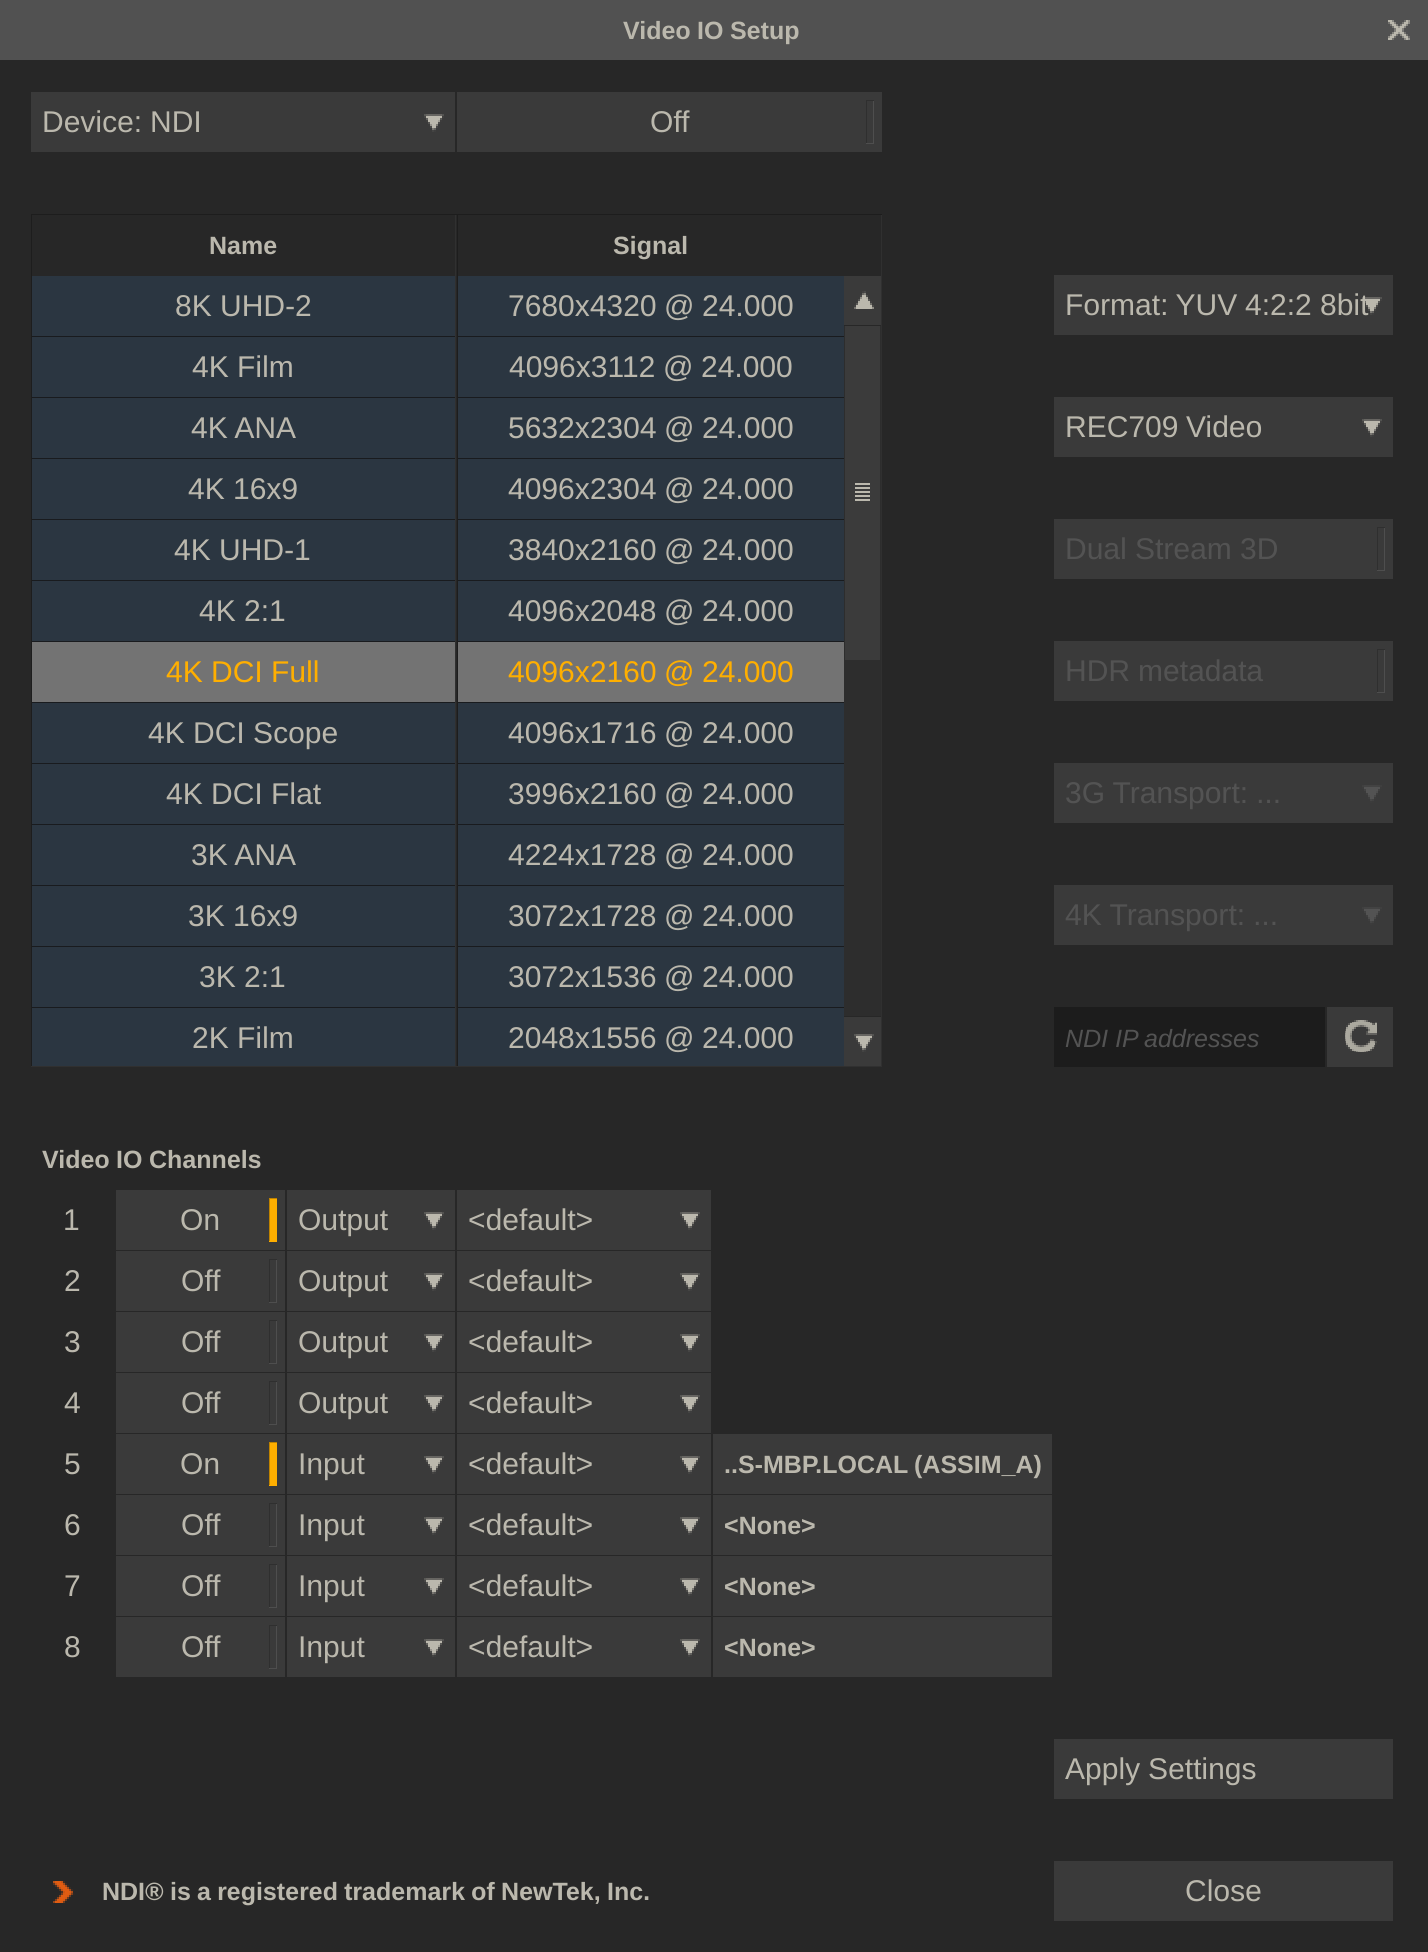 Video IO Setup
Device: NDI Off
Name Signal
8K UHD-2 7680x4320 @ 24.000
Format: YUV 4:2:2 8bit
4K Film 4096x3112 @ 24.000
4K ANA 5632x2304 @ 24.000
REC709 Video
4K 16x9 4096x2304 @ 24.000
4K UHD-1 3840x2160 @ 24.000
Dual Stream 3D
4K 2:1 4096x2048 @ 24.000
4K DCI Full 4096x2160 @ 24.000
HDR metadata
4K DCI Scope 4096x1716 @ 24.000
4K DCI Flat 3996x2160 @ 24.000
3G Transport: ...
3K ANA 4224x1728 @ 24.000
3K 16x9 3072x1728 @ 24.000
4K Transport: ...
3K 2:1 3072x1536 @ 24.000
2K Film 2048x1556 @ 24.000
NDI IP addresses
Video IO Channels
1 On Output <default>
2 Off Output <default>
3 Off Output <default>
4 Off Output <default>
5 On Input <default> ..S-MBP.LOCAL (ASSIM_A)
6 Off Input <default> <None>
7 Off Input <default> <None>
8 Off Input <default> <None>
Apply Settings
NDI® is a registered trademark of NewTek, Inc.
Close